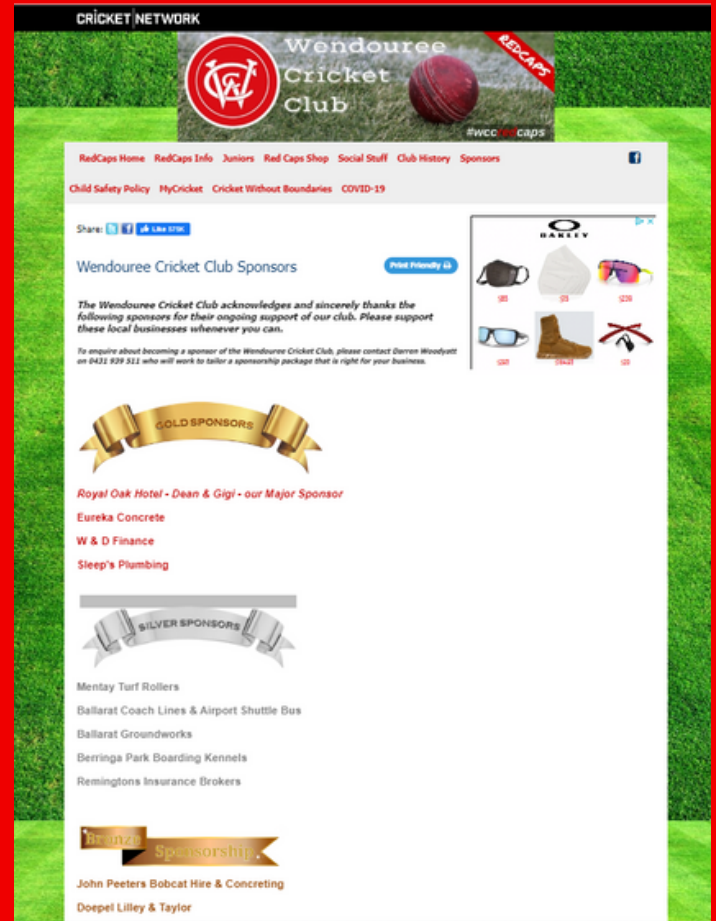 CRICKET NETWORK
Wendouree
Cricket
Club
REDCAPS
#wccredcaps
RedCaps Home RedCaps Info Juniors Red Caps Shop Social Stuff Club History Sponsors
Child Safety Policy MyCricket Cricket Without Boundaries COVID-19
Share: Like 579K
Wendouree Cricket Club Sponsors
Print Friendly
OAKLEY
The Wendouree Cricket Club acknowledges and sincerely thanks the
following sponsors for their ongoing support of our club. Please support
these local businesses whenever you can.
To enquire about becoming a sponsor of the Wendouree Cricket Club, please contact Darren Woodyatt
on 0431 939 511 who will work to tailor a sponsorship package that is right for your business.
GOLD SPONSORS
Royal Oak Hotel - Dean & Gigi - our Major Sponsor
Eureka Concrete
W & D Finance
Sleep's Plumbing
SILVER SPONSORS
Mentay Turf Rollers
Ballarat Coach Lines & Airport Shuttle Bus
Ballarat Groundworks
Berringa Park Boarding Kennels
Remingtons Insurance Brokers
Bronze
Sponsorship
John Peeters Bobcat Hire & Concreting
Doepel Lilley & Taylor